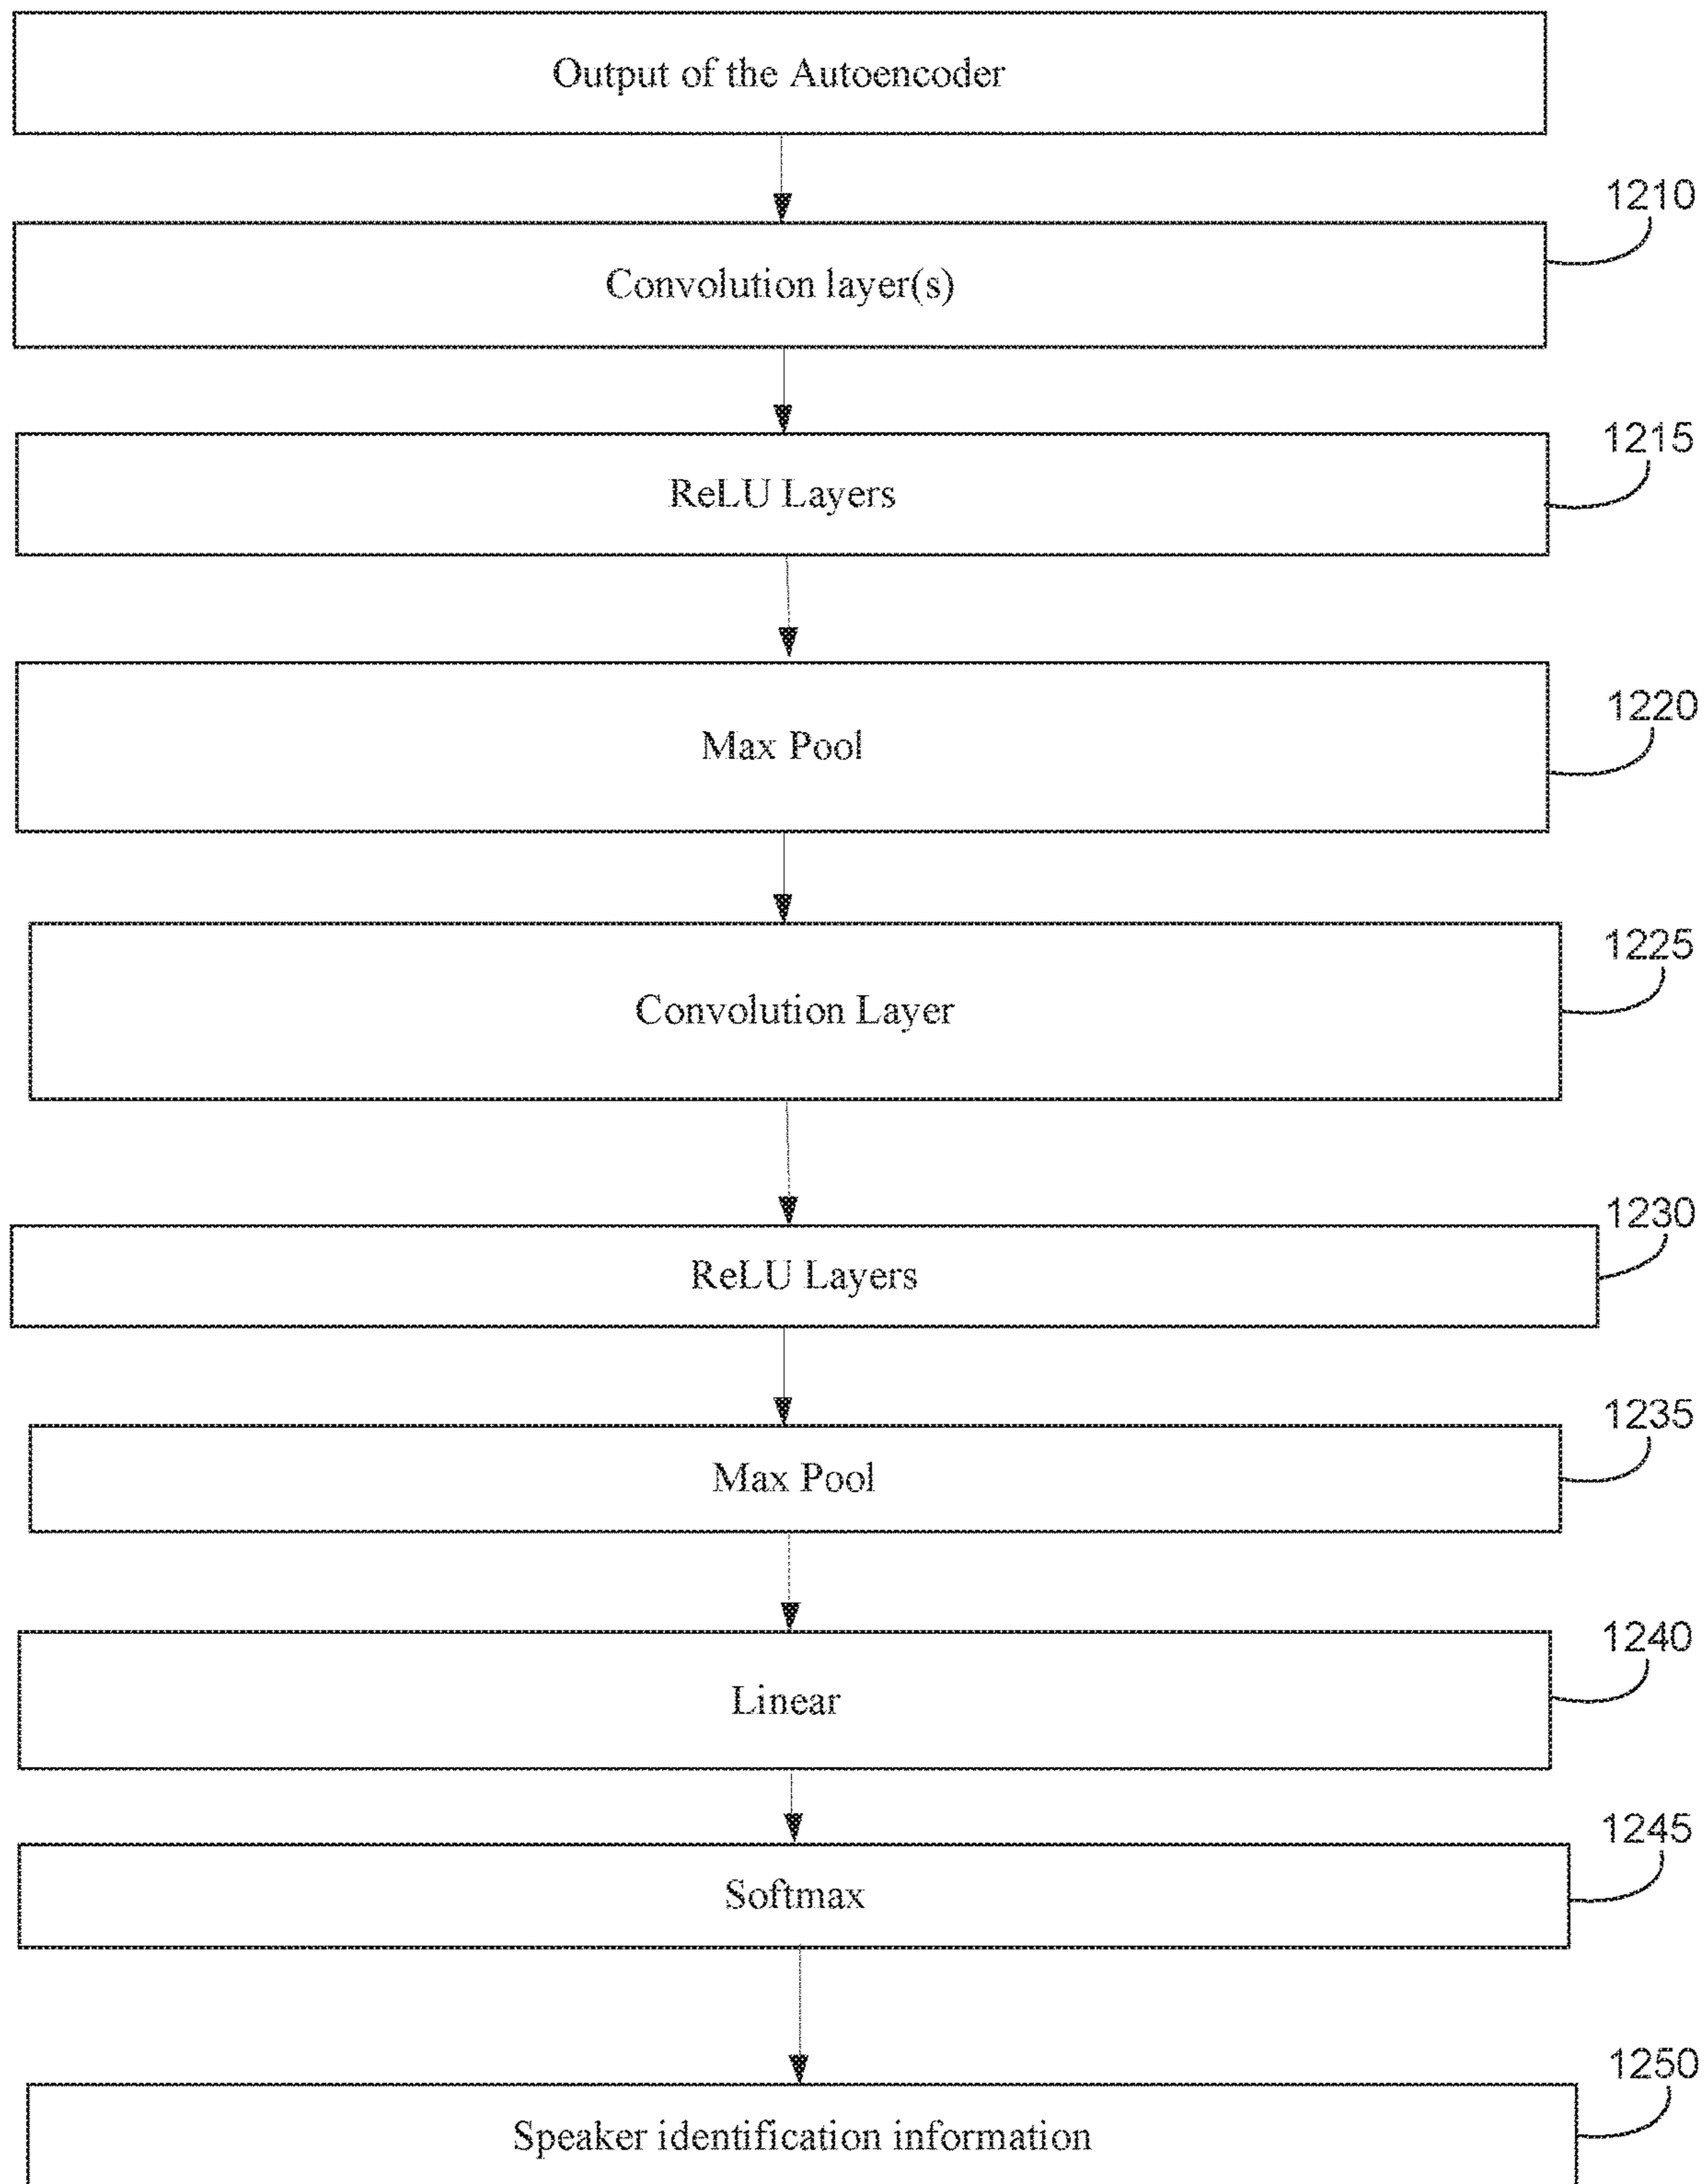 Output of the Autoencoder
1210
Convolution layer(s)
1215
ReLU Layers
1220
Max Pool
1225
Convolution Layer
1230
ReLU Layers
1235
Max Pool
1240
Linear
1245
Softmax
1250
Speaker identification information